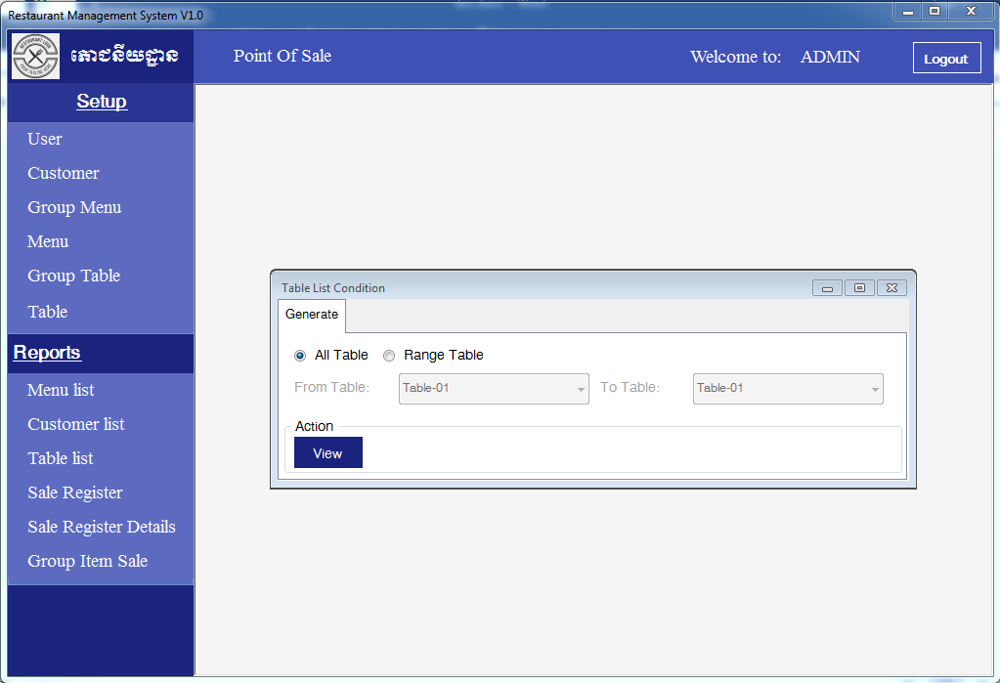 Restaurant Management System V1.0
ភោជនីយដ្ឋាន
Point Of Sale
Welcome to: ADMIN
Logout
Setup
User
Customer
Group Menu
Menu
Group Table
Table
Reports
Menu list
Customer list
Table list
Sale Register
Sale Register Details
Group Item Sale
Table List Condition
Generate
All Table Range Table
From Table: Table-01 To Table: Table-01
Action
View